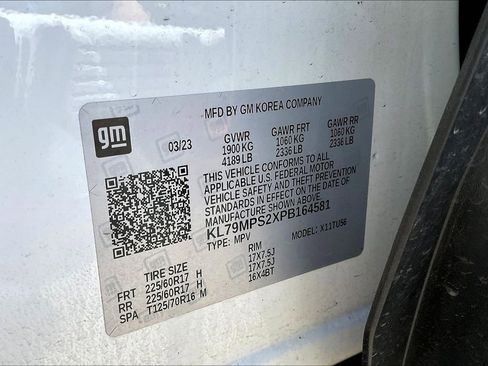 MFD BY GM KOREA COMPANY
gm
03/23 GVWR GAWR FRT GAWR RR
1900 KG 1060 KG 1060 KG
4189 LB 2336 LB 2336 LB
THIS VEHICLE CONFORMS TO ALL
APPLICABLE U.S. FEDERAL MOTOR
VEHICLE SAFETY AND THEFT PREVENTION
STANDARDS IN EFFECT ON THE DATE OF
MANUFACTURE SHOWN ABOVE.
KL79MPS2XPB164581
TYPE: MPV MODEL: X11TU56
TIRE SIZE RIM
FRT 225/60R17 H 17X7.5J
RR 225/60R17 H 17X7.5J
SPA T125/70R16 M 16X4BT